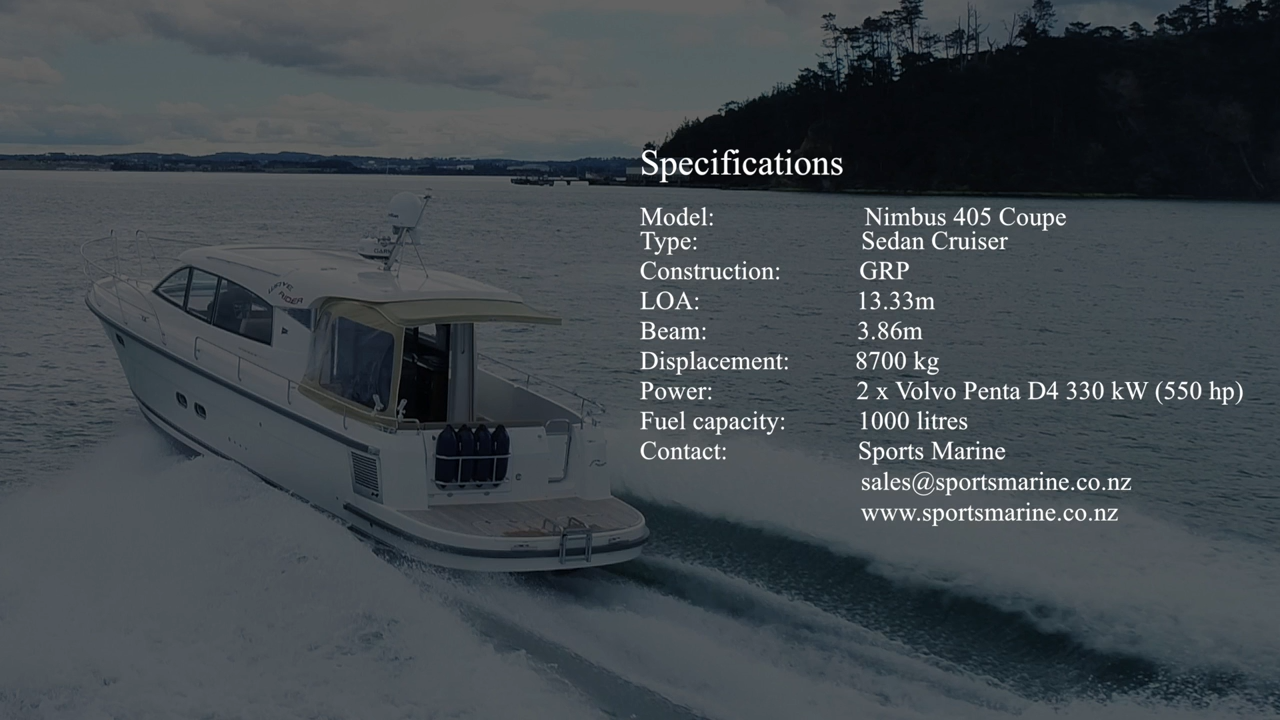 Specifications
Model: Nimbus 405 Coupe
Type: Sedan Cruiser
Construction: GRP
LOA: 13.33m
Beam: 3.86m
Displacement: 8700 kg
Power: 2 x Volvo Penta D4 330 kW (550 hp)
Fuel capacity: 1000 litres
Contact: Sports Marine
sales@sportsmarine.co.nz
www.sportsmarine.co.nz